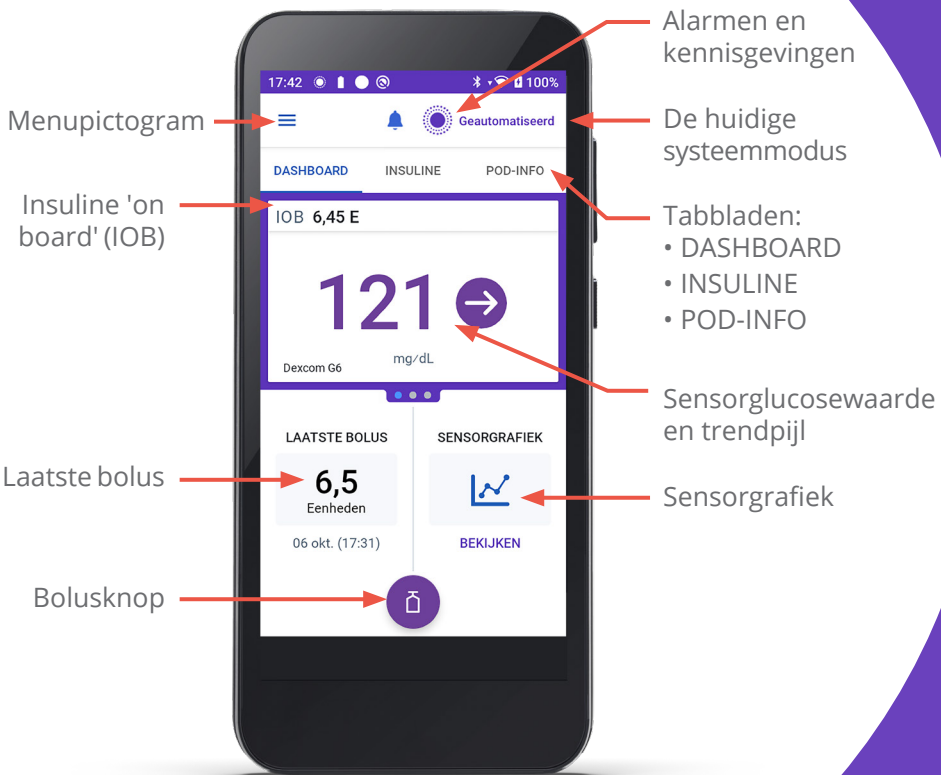 Alarmen en
kennisgevingen
17:42
100%
Menupictogram
Geautomatiseerd
De huidige
systeemmodus
DASHBOARD
INSULINE
POD-INFO
Insuline 'on
board' (IOB)
IOB 6,45 E
Tabbladen:
• DASHBOARD
• INSULINE
• POD-INFO
121
mg/dL
Dexcom G6
Sensorglucosewaarde
en trendpijl
LAATSTE BOLUS
SENSORGRAFIEK
Laatste bolus
6,5
Eenheden
Sensorgrafiek
06 okt. (17:31)
BEKIJKEN
Bolusknop